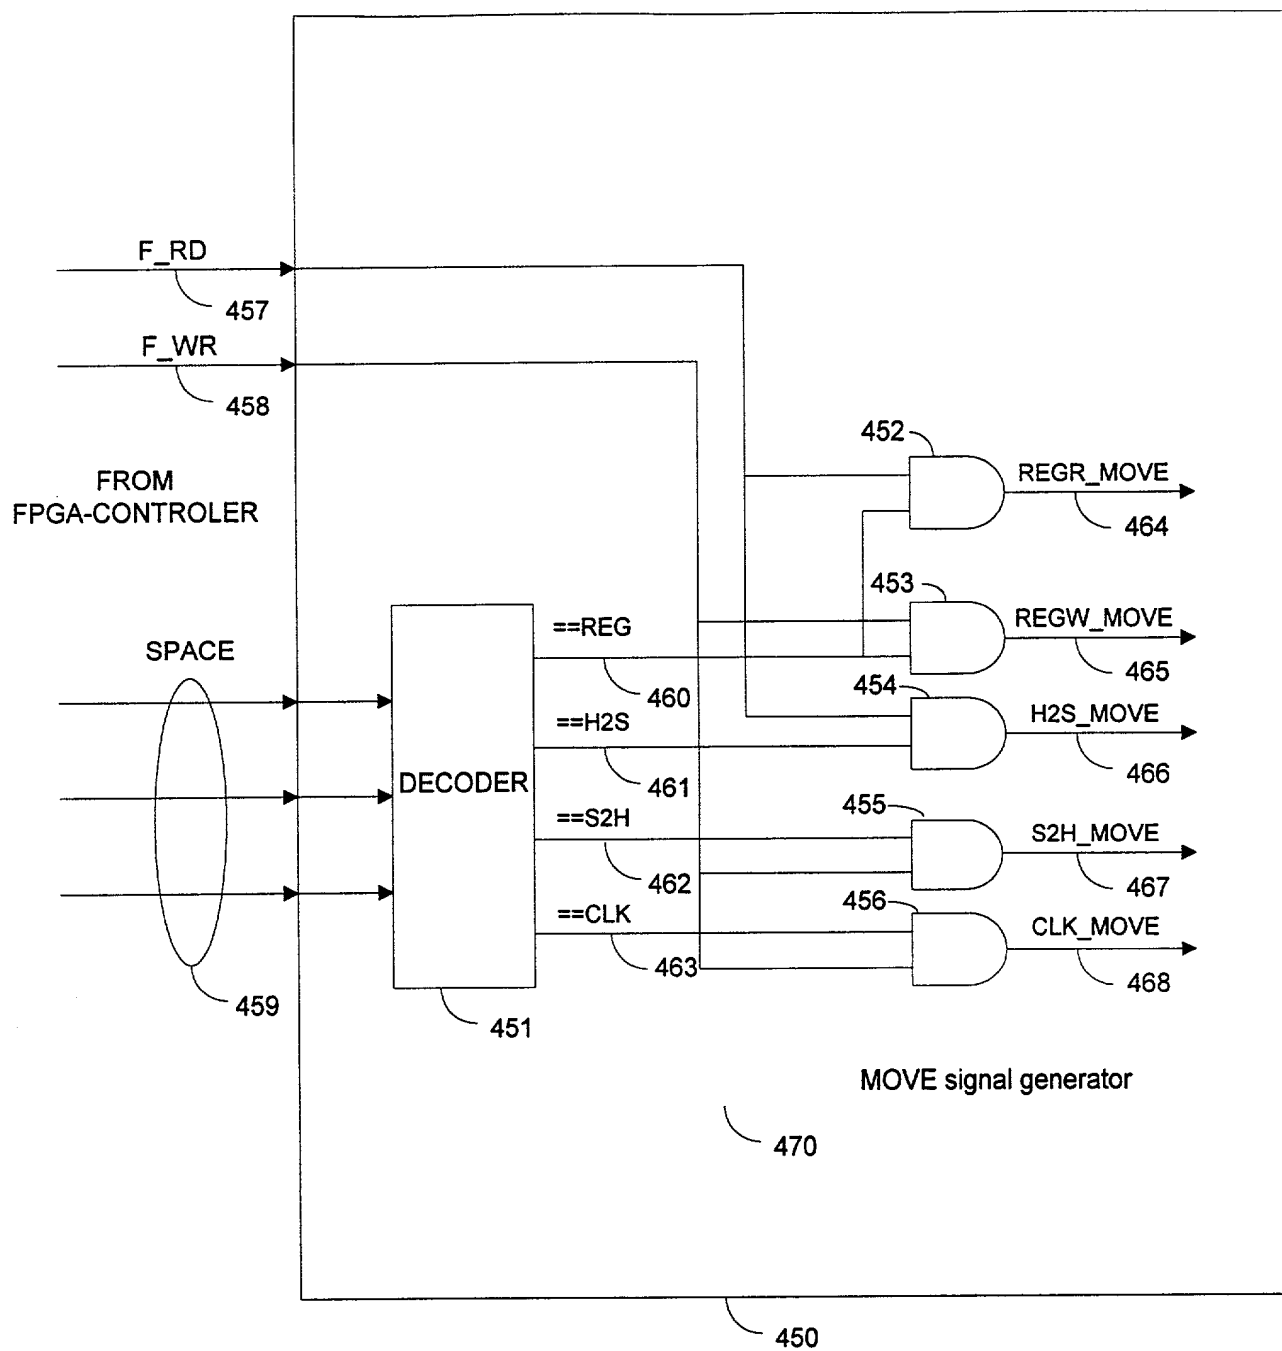 F_RD
457
F_WR
458
FROM
FPGA-CONTROLER
SPACE
459
DECODER
451
==REG
460
==H2S
461
==S2H
462
==CLK
463
452
REGR_MOVE
464
453
REGW_MOVE
465
454
H2S_MOVE
466
455
S2H_MOVE
467
456
CLK_MOVE
468
MOVE signal generator
470
450